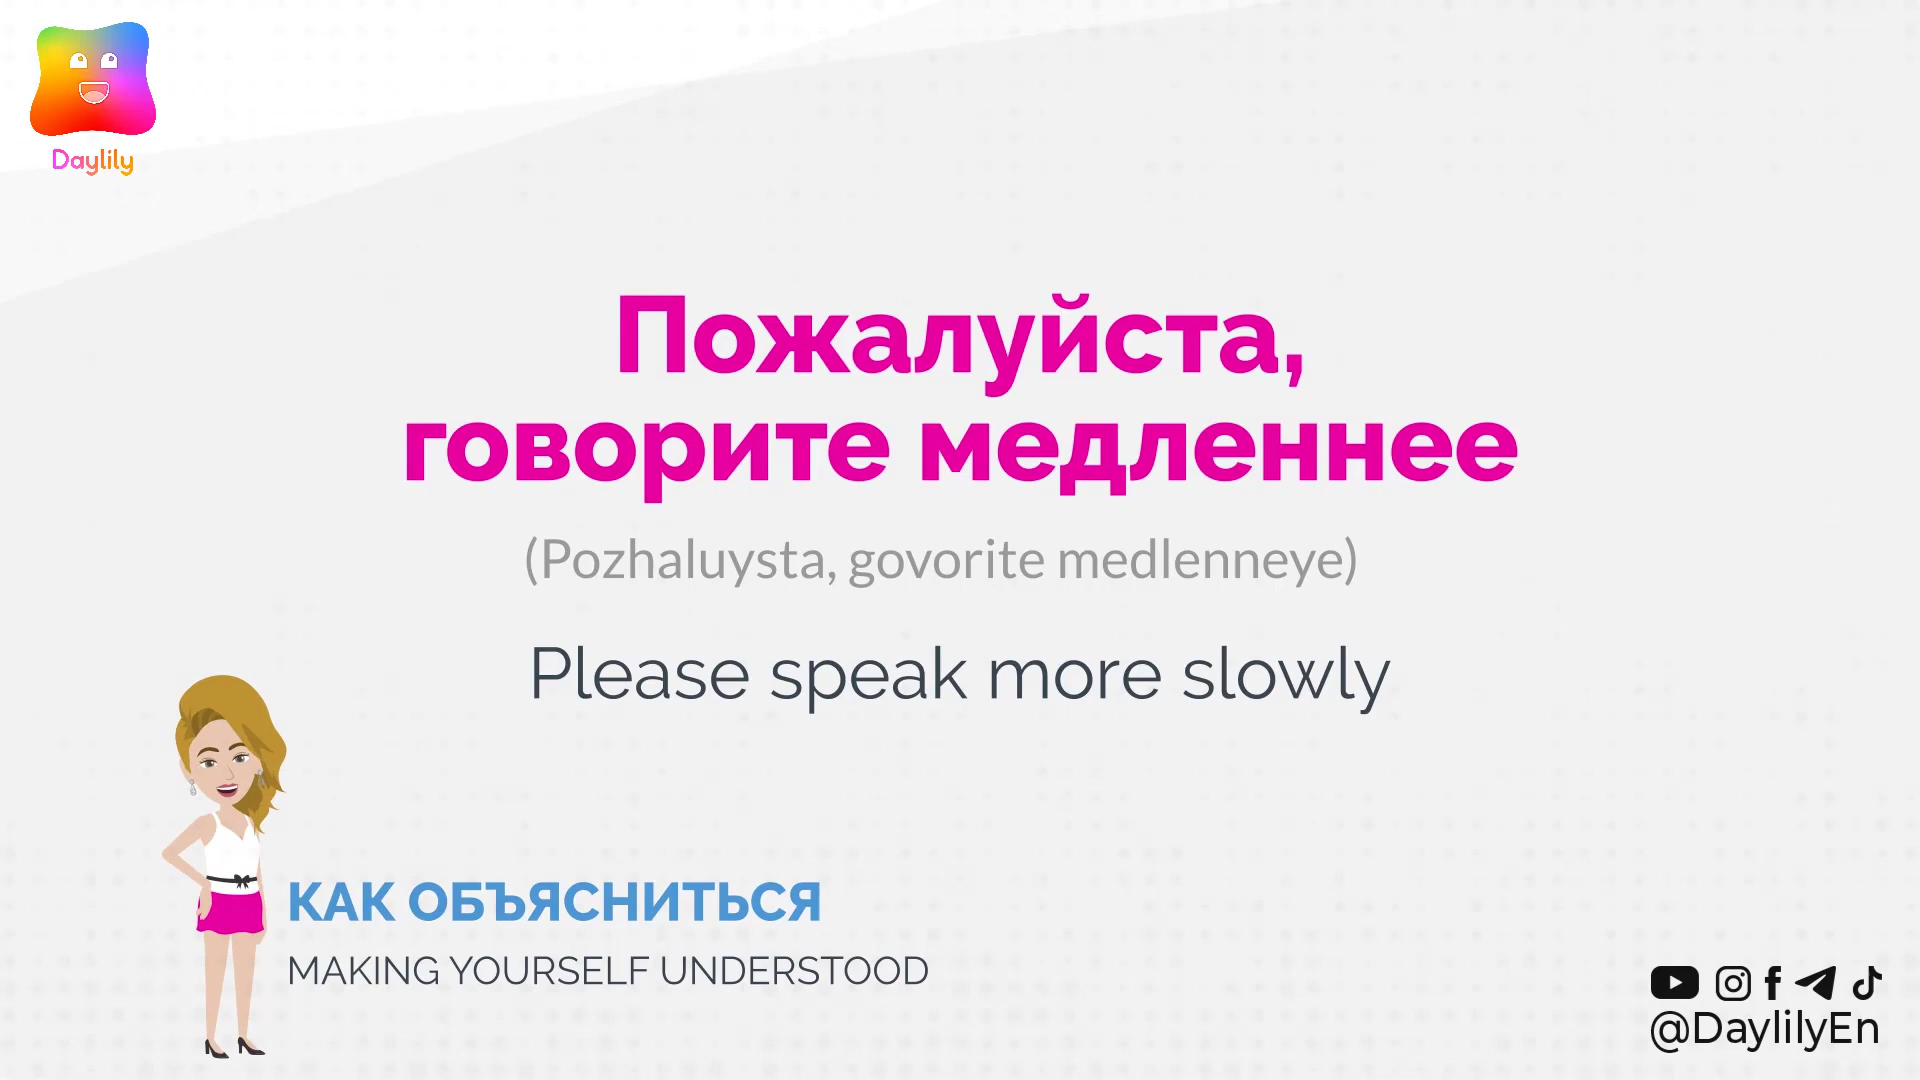 Daylily
Пожалуйста,
говорите медленнее
(Pozhaluysta, govorite medlenneye)
Please speak more slowly
КАК ОБЪЯСНИТЬСЯ
MAKING YOURSELF UNDERSTOOD
@DaylilyEn